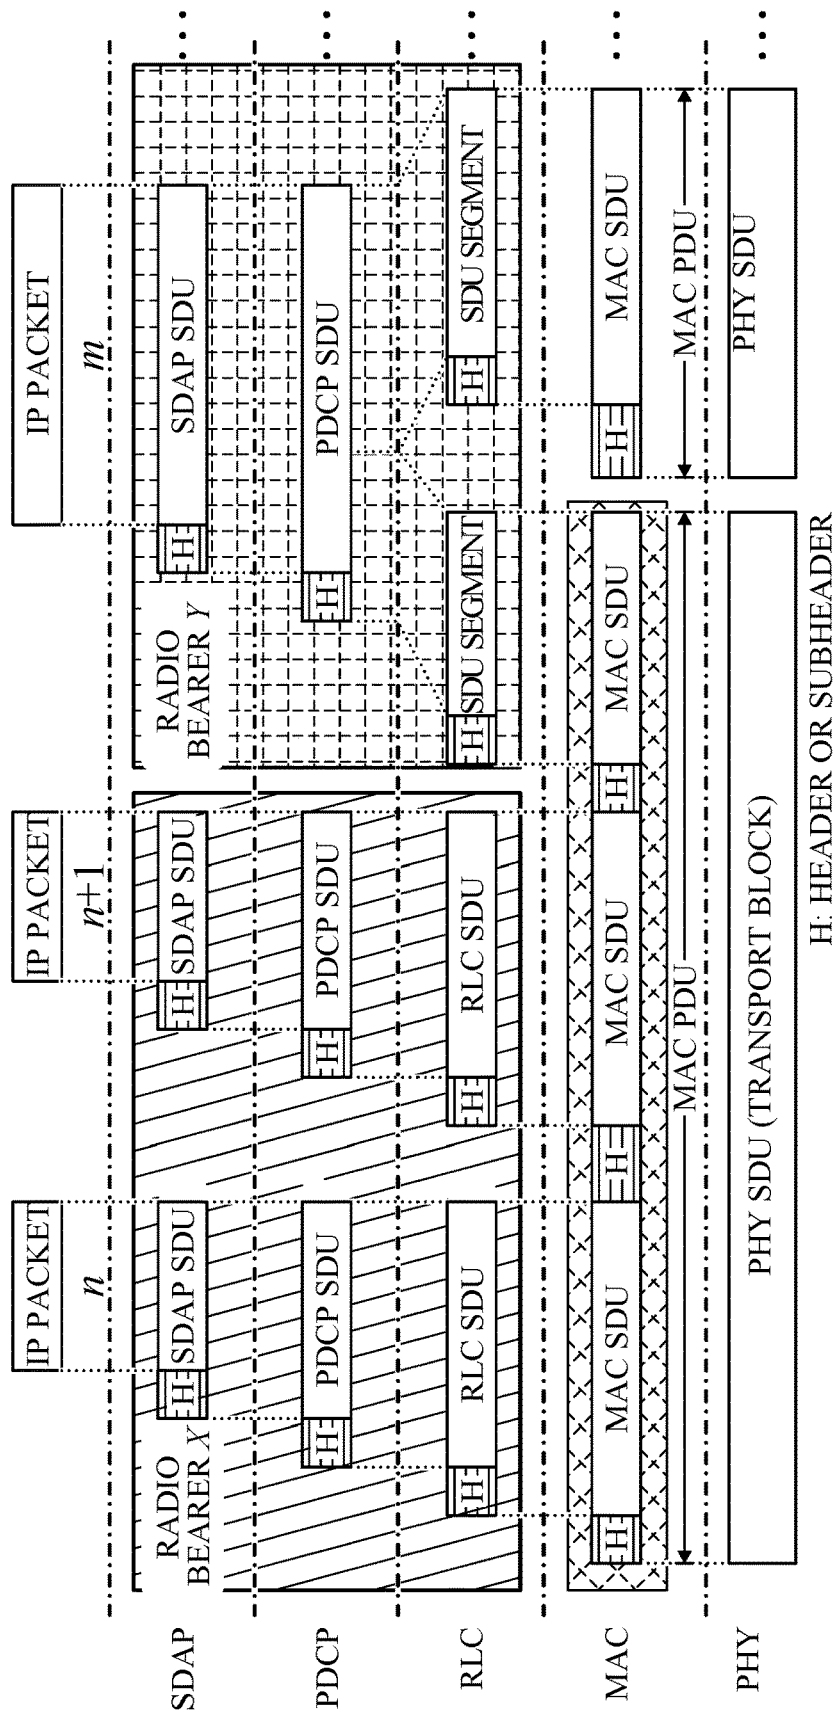 IP PACKET
IP PACKET
IP PACKET
n
n+1
m
SDAP
RADIO
BEARER X
H
SDAP SDU
H
SDAP SDU
RADIO
BEARER Y
H
SDAP SDU
...
PDCP
H
PDCP SDU
H
PDCP SDU
H
PDCP SDU
...
RLC
H
RLC SDU
H
RLC SDU
H
SDU SEGMENT
H
SDU SEGMENT
...
MAC
H
MAC SDU
H
MAC SDU
H
MAC SDU
H
MAC SDU
...
MAC PDU
MAC PDU
PHY
PHY SDU (TRANSPORT BLOCK)
PHY SDU
...
H: HEADER OR SUBHEADER